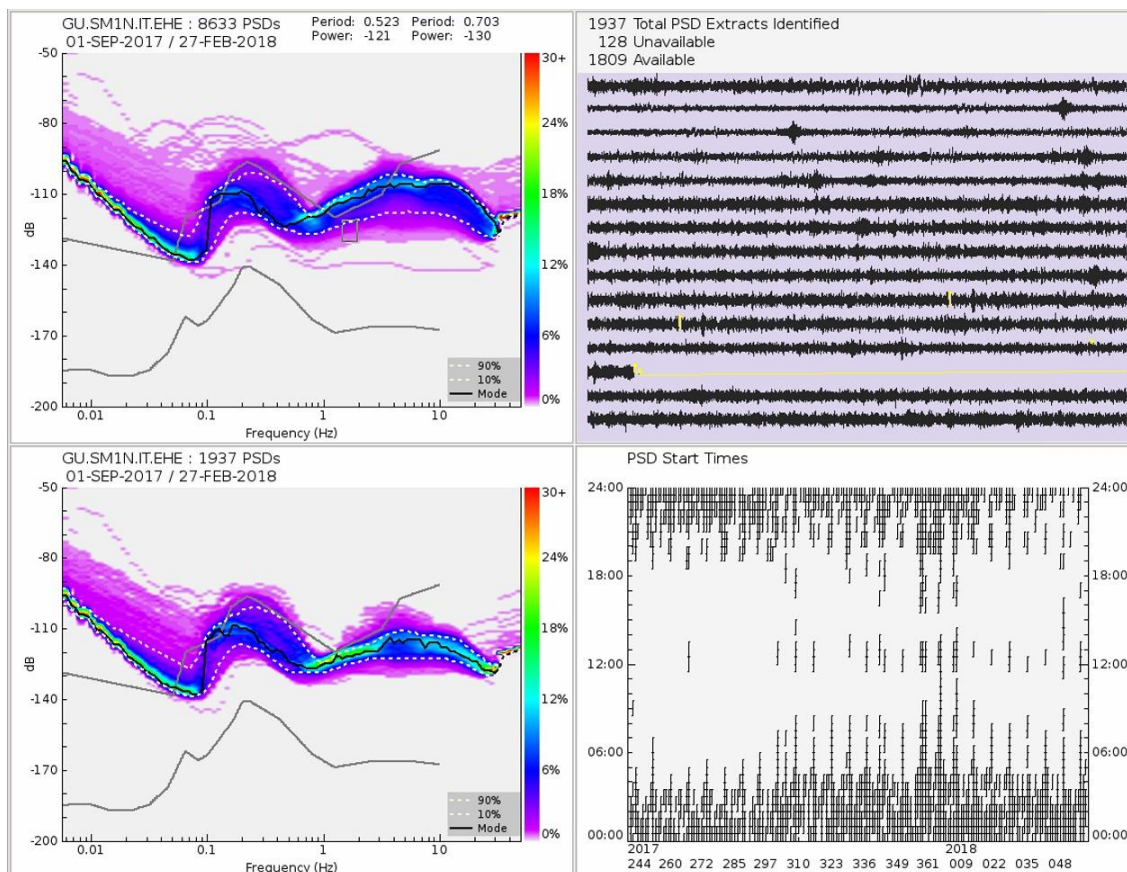 GU.SM1N.IT.EHE : 8633 PSDs
01-SEP-2017 / 27-FEB-2018
Period: 0.523 Period: 0.703
Power: -121 Power: -130
-50
-80
-110
-140
-170
-200
dB
0.01
0.1
1
10
Frequency (Hz)
90%
10%
Mode
30+
24%
18%
12%
6%
0%
1937 Total PSD Extracts Identified
128 Unavailable
1809 Available
GU.SM1N.IT.EHE : 1937 PSDs
01-SEP-2017 / 27-FEB-2018
-50
-80
-110
-140
-170
-200
dB
0.01
0.1
1
10
Frequency (Hz)
90%
10%
Mode
30+
24%
18%
12%
6%
0%
PSD Start Times
24:00 24:00
18:00 18:00
12:00 12:00
06:00 06:00
00:00 00:00
2017 2018
244 260 272 285 297 310 323 336 349 361 009 022 035 048